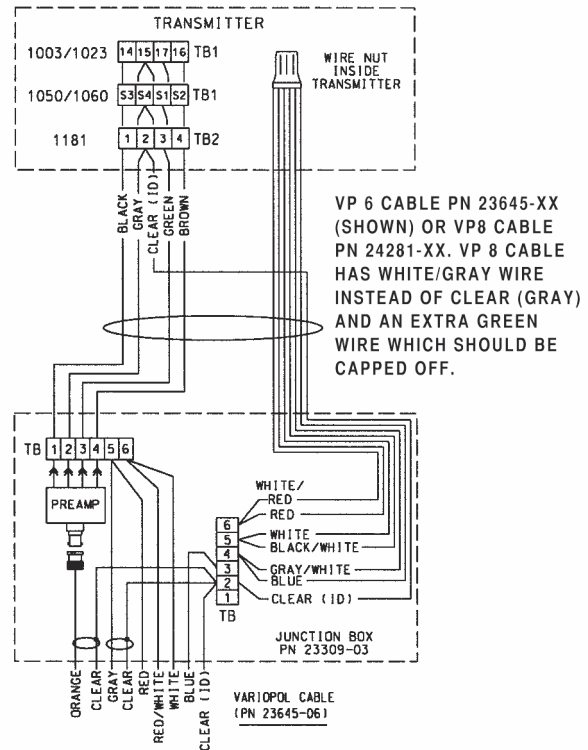 TRANSMITTER
1003/1023 14 15 17 16 TB1
1050/1060 S3 S4 S1 S2 TB1
1181 1 2 3 4 TB2
WIRE NUT
INSIDE
TRANSMITTER
BLACK
GRAY
CLEAR (ID)
GREEN
BROWN
VP 6 CABLE PN 23645-XX
(SHOWN) OR VP8 CABLE
PN 24281-XX. VP 8 CABLE
HAS WHITE/GRAY WIRE
INSTEAD OF CLEAR (GRAY)
AND AN EXTRA GREEN
WIRE WHICH SHOULD BE
CAPPED OFF.
TB 1 2 3 4 5 6
PREAMP
WHITE/
RED
RED
WHITE
BLACK/WHITE
GRAY/WHITE
BLUE
CLEAR (ID)
6
5
4
3
2
1
TB
JUNCTION BOX
PN 23309-03
ORANGE
CLEAR
GRAY
CLEAR
RED
RED/WHITE
WHITE
BLUE
CLEAR (ID)
VARIOPOL CABLE
(PN 23645-06)